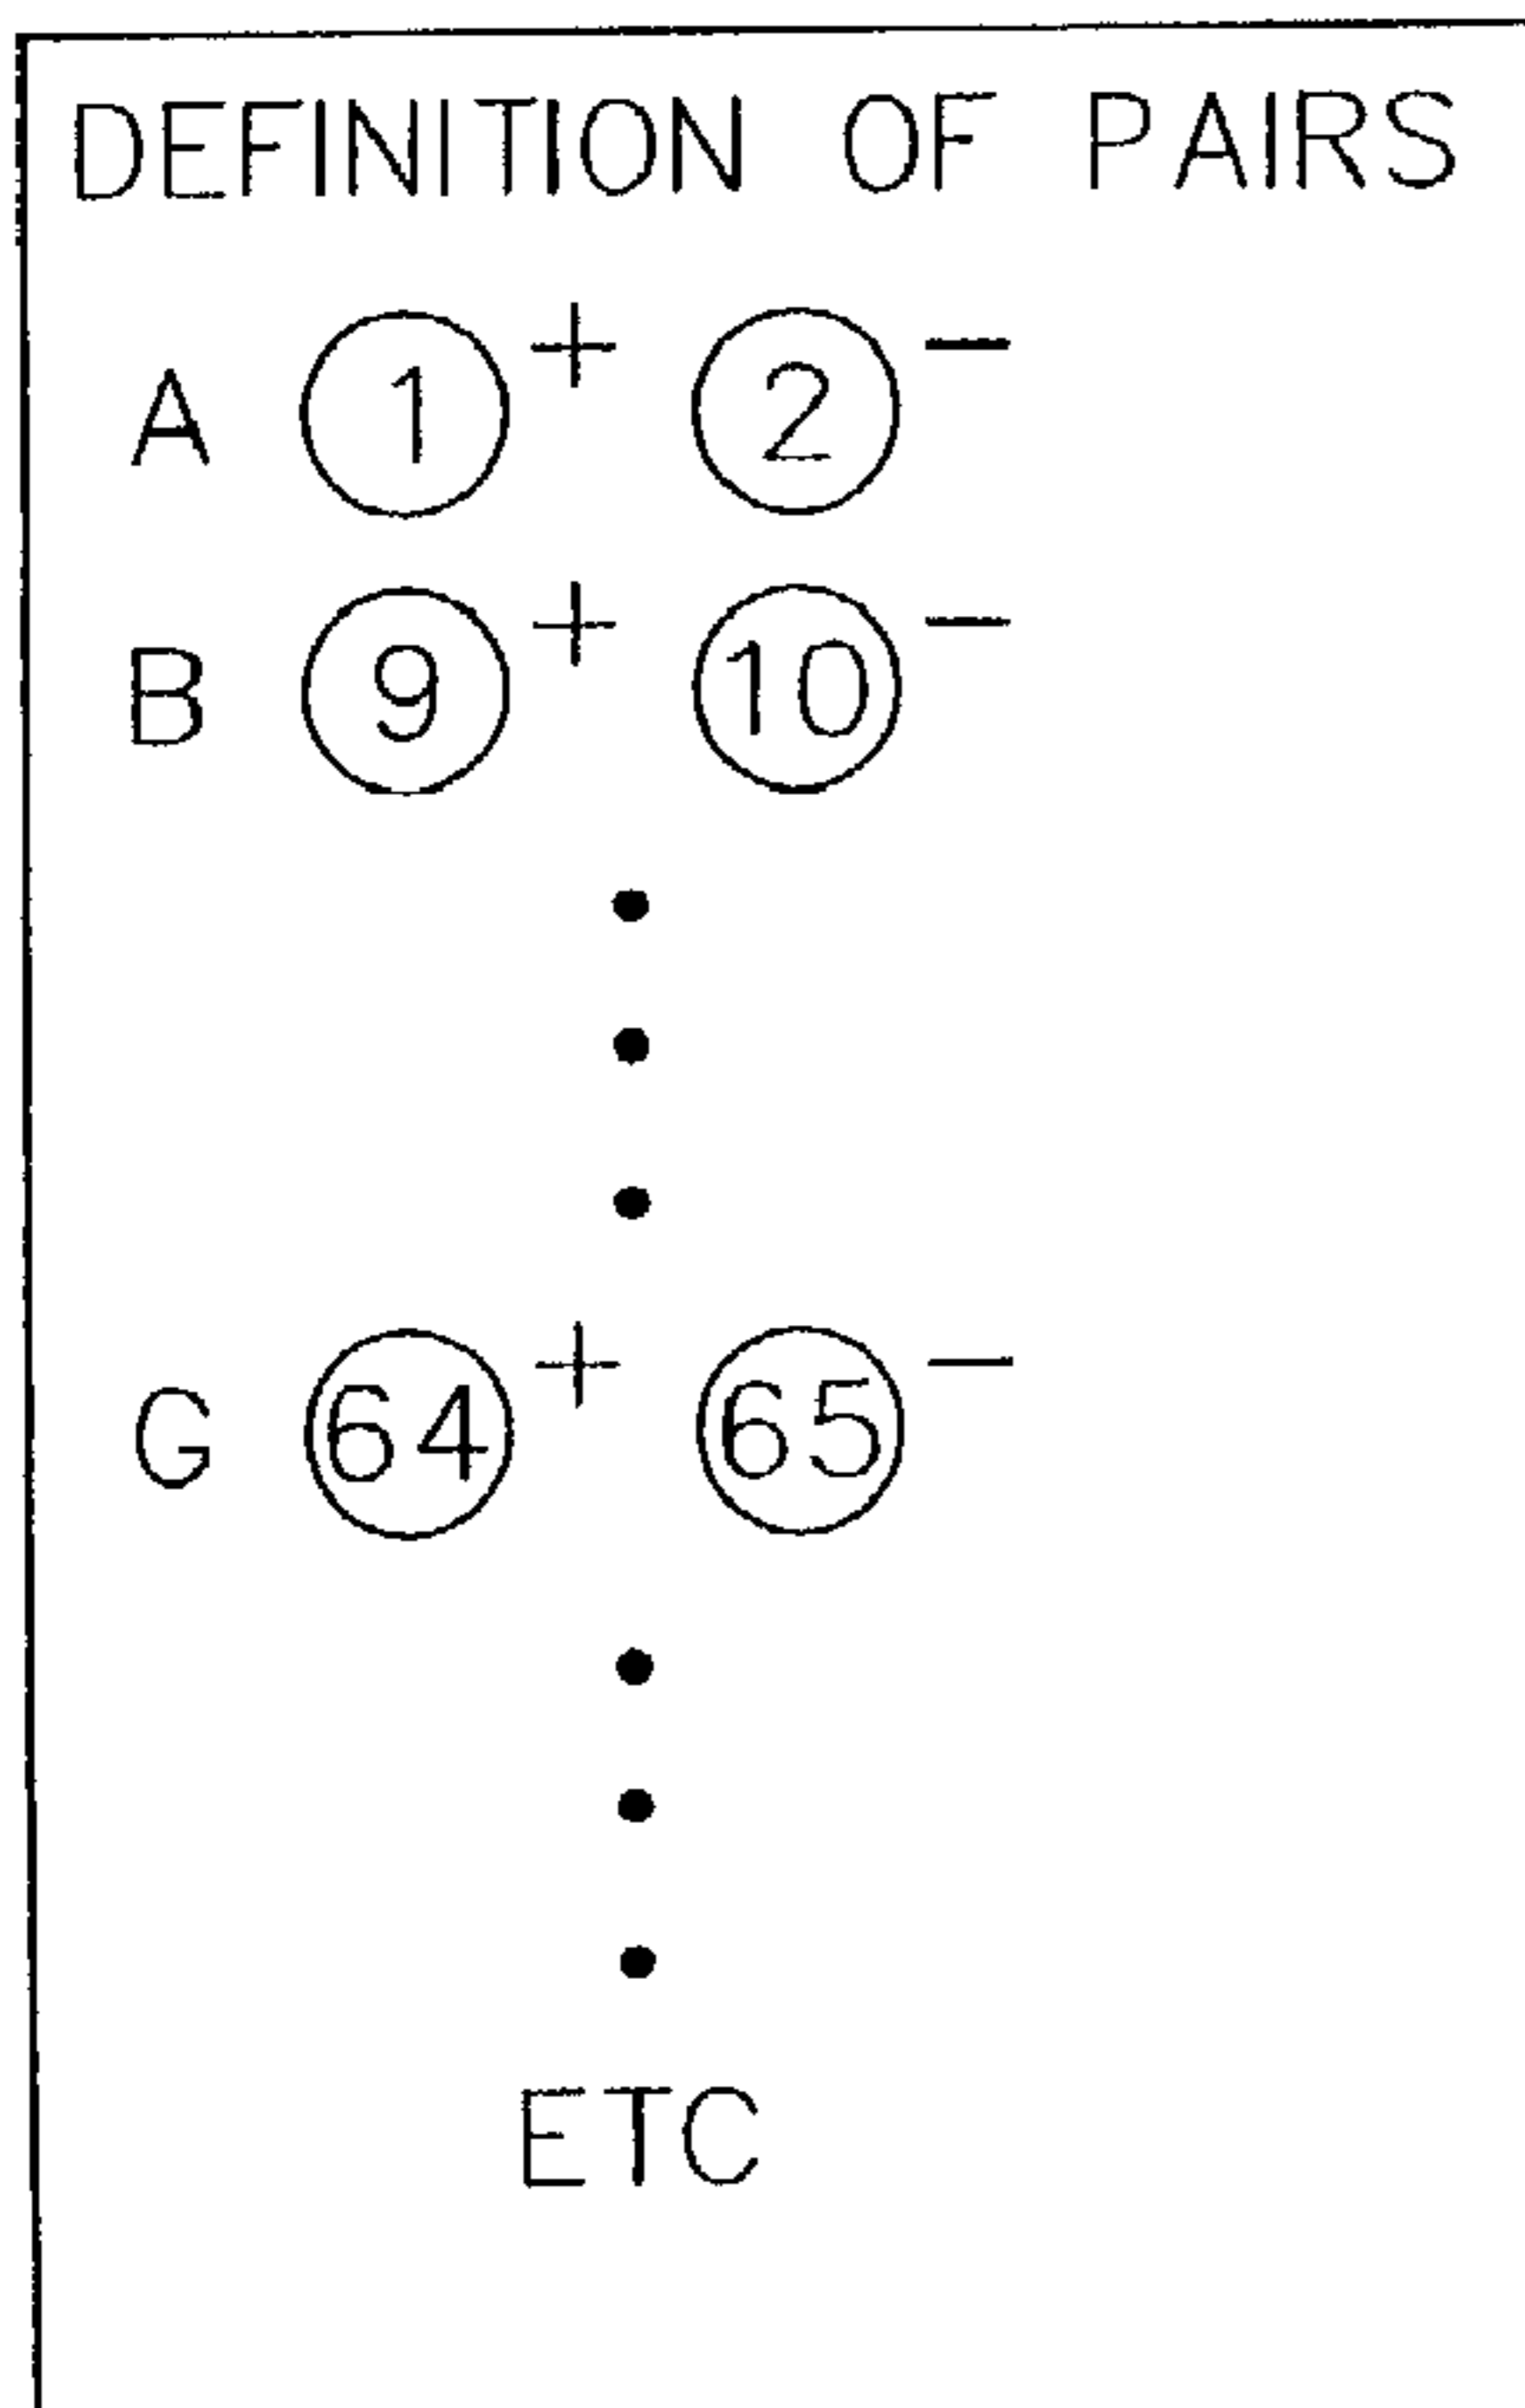 DEFINITION OF PAIRS
A 1 + 2 −
B 9 + 10 −
G 64 + 65 −
ETC